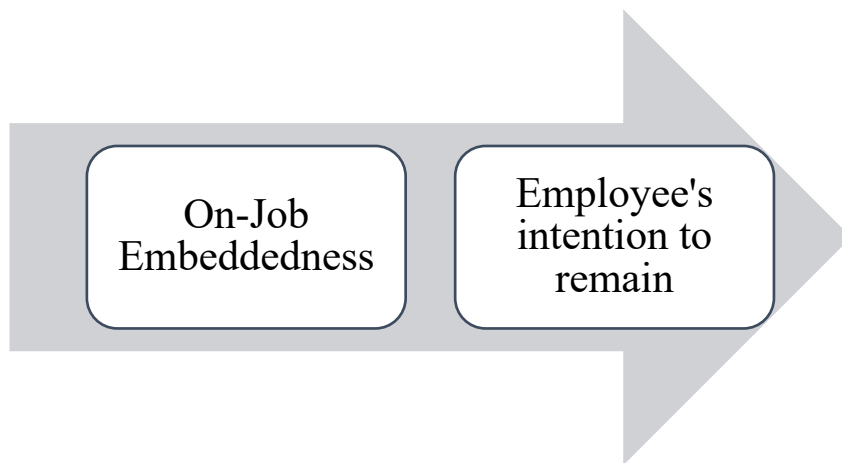 On-Job
Embeddedness
Employee's
intention to
remain